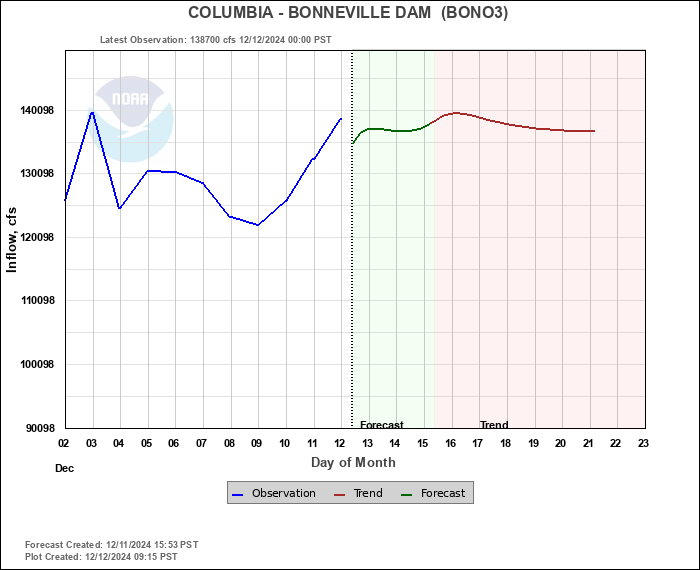 COLUMBIA - BONNEVILLE DAM (BONO3)
Latest Observation: 138700 cfs 12/12/2024 00:00 PST
NOAA
140098
130098
120098
110098
100098
90098
Inflow, cfs
Forecast Trend
02 03 04 05 06 07 08 09 10 11 12 13 14 15 16 17 18 19 20 21 22 23
Dec
Day of Month
Observation Trend Forecast
Forecast Created: 12/11/2024 15:53 PST
Plot Created: 12/12/2024 09:15 PST